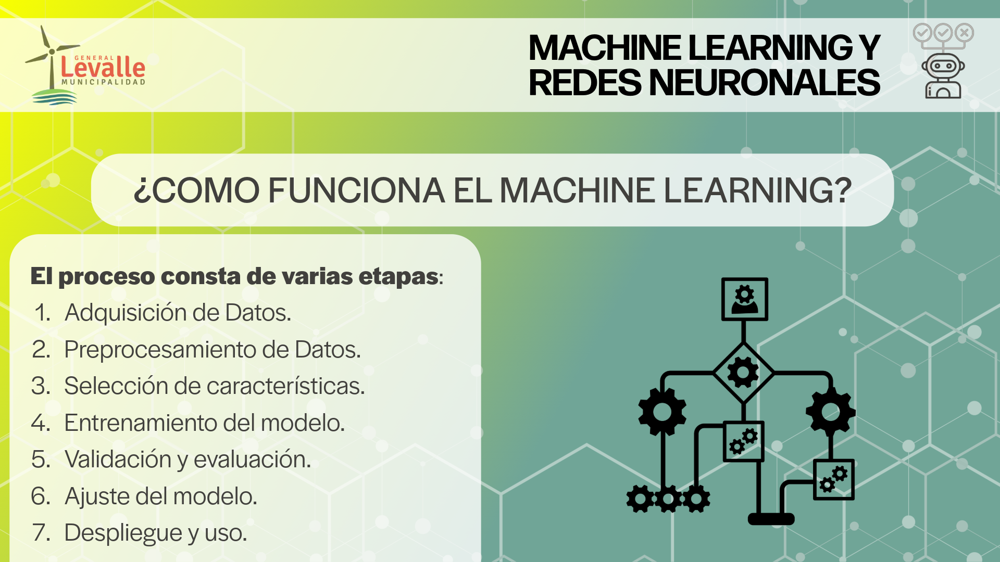 GENERAL
Levalle
MUNICIPALIDAD
MACHINE LEARNING Y
REDES NEURONALES
¿COMO FUNCIONA EL MACHINE LEARNING?
El proceso consta de varias etapas:
1. Adquisición de Datos.
2. Preprocesamiento de Datos.
3. Selección de características.
4. Entrenamiento del modelo.
5. Validación y evaluación.
6. Ajuste del modelo.
7. Despliegue y uso.